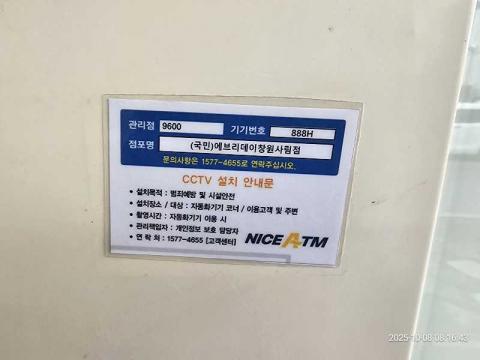 관리점 9600 기기번호 888H
점포명 (국민)에브리데이창원사림점
문의사항은 1577-4655로 연락주십시오.
CCTV 설치 안내문
• 설치목적 : 범죄예방 및 시설안전
• 설치장소 / 대상 : 자동화기기 코너 / 이용고객 및 주변
• 촬영시간 : 자동화기기 이용 시
• 관리책임자 : 개인정보 보호 담당자
• 연 락 처 : 1577-4655 [고객센터]
NICE ATM
2025-10-08 08:16:43